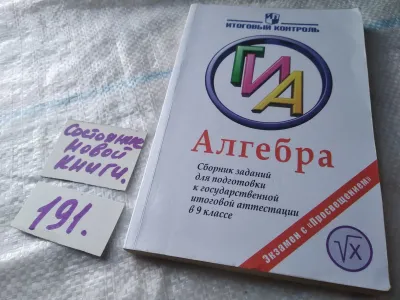 ИТОГОВЫЙ КОНТРОЛЬ
ГИА
Алгебра
Сборник заданий
для подготовки
к государственной
итоговой аттестации
в 9 классе
Экзамен с «Просвещением»
√x
Состояние
новой
книги.
191.